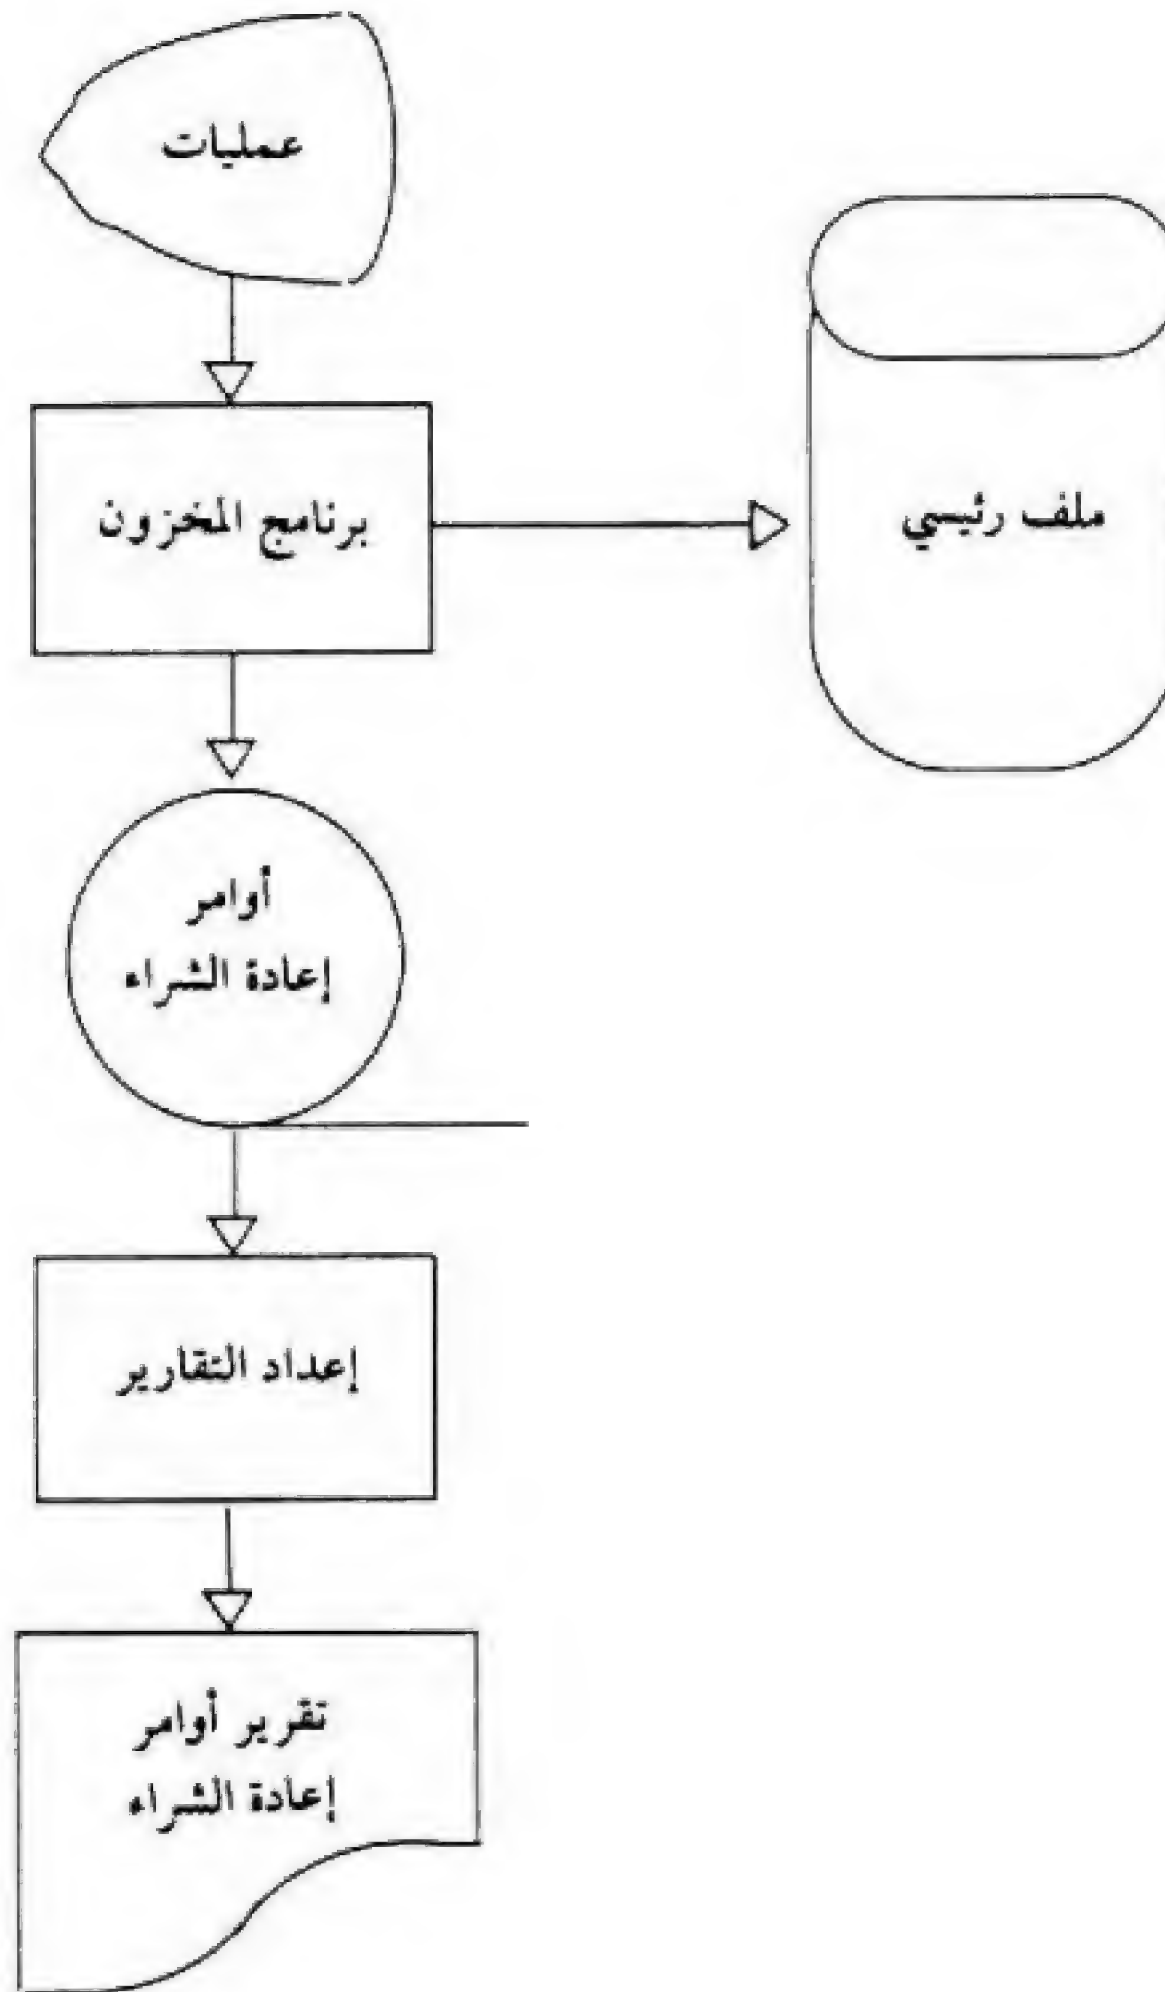 عمليات
برنامج المخزون
ملف رئيسي
أوامر
إعادة الشراء
إعداد التقارير
تقرير أوامر
إعادة الشراء